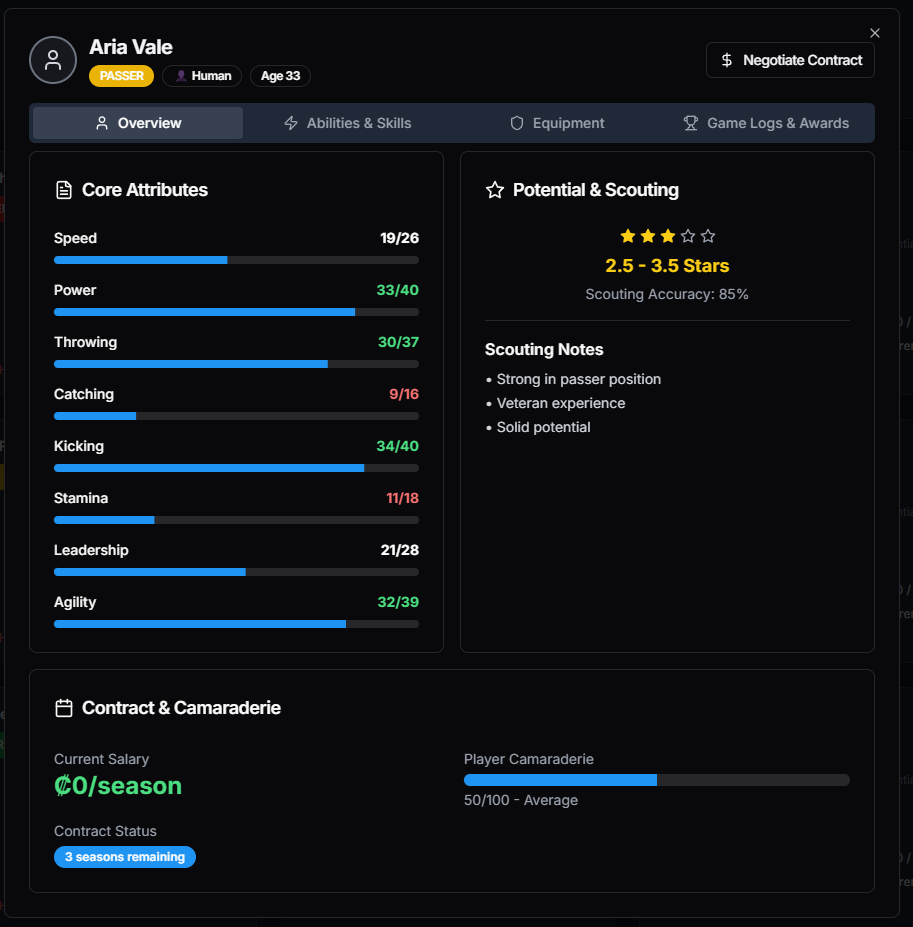 Aria Vale
PASSER
Human
Age 33
Negotiate Contract
Overview
Abilities & Skills
Equipment
Game Logs & Awards
Core Attributes
Speed 19/26
Power 33/40
Throwing 30/37
Catching 9/16
Kicking 34/40
Stamina 11/18
Leadership 21/28
Agility 32/39
Potential & Scouting
2.5 - 3.5 Stars
Scouting Accuracy: 85%
Scouting Notes
• Strong in passer position
• Veteran experience
• Solid potential
Contract & Camaraderie
Current Salary
₡0/season
Contract Status
3 seasons remaining
Player Camaraderie
50/100 - Average